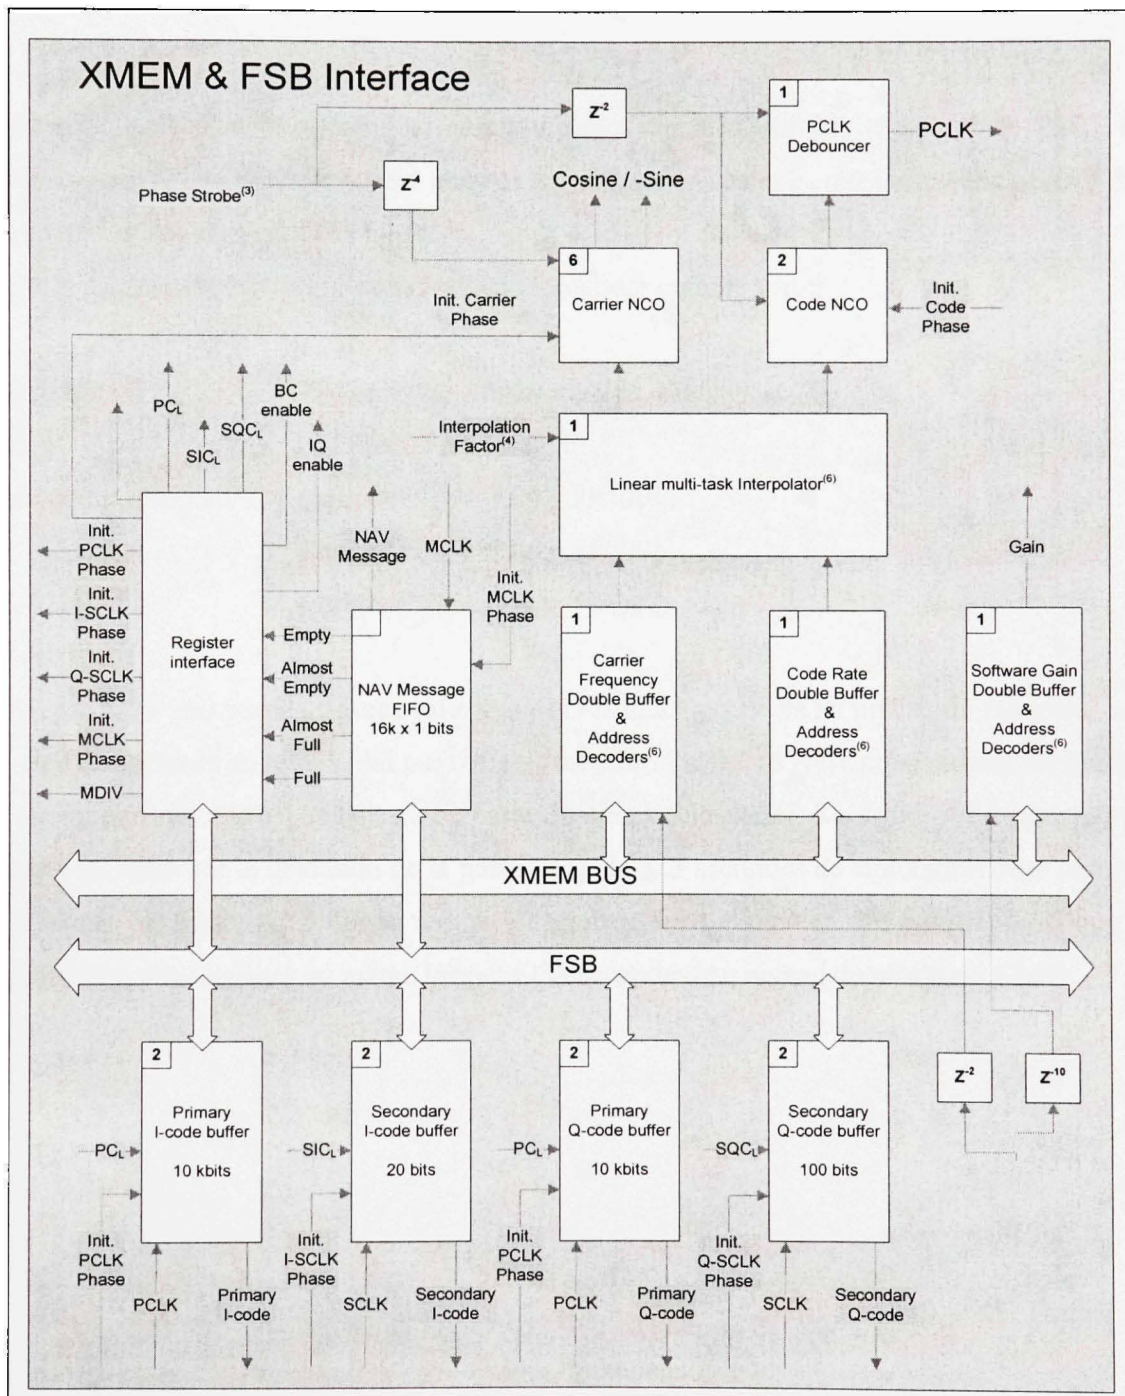 XMEM & FSB Interface
Z⁻²
1
PCLK
Debouncer
PCLK
Phase Strobe⁽³⁾
Z⁻⁴
Cosine / -Sine
6
Carrier NCO
2
Code NCO
Init. Carrier
Phase
Init.
Code
Phase
PC_L
SIC_L
SQC_L
BC
enable
IQ
enable
Interpolation
Factor⁽⁴⁾
1
Linear multi-task Interpolator⁽⁶⁾
NAV
Message
MCLK
Init.
MCLK
Phase
Gain
Init.
PCLK
Phase
Init.
I-SCLK
Phase
Init.
Q-SCLK
Phase
Init.
MCLK
Phase
MDIV
Register
interface
Empty
Almost
Empty
Almost
Full
Full
NAV Message
FIFO
16k x 1 bits
1
Carrier
Frequency
Double Buffer
&
Address
Decoders⁽⁶⁾
1
Code Rate
Double Buffer
&
Address
Decoders⁽⁶⁾
1
Software Gain
Double Buffer
&
Address
Decoders⁽⁶⁾
XMEM BUS
FSB
2
Primary
I-code buffer
10 kbits
2
Secondary
I-code buffer
20 bits
2
Primary
Q-code buffer
10 kbits
2
Secondary
Q-code buffer
100 bits
Z⁻²
Z⁻¹⁰
PC_L
SIC_L
PC_L
SQC_L
Init.
PCLK
Phase
PCLK
Primary
I-code
Init.
I-SCLK
Phase
SCLK
Secondary
I-code
Init.
PCLK
Phase
PCLK
Primary
Q-code
Init.
Q-SCLK
Phase
SCLK
Secondary
Q-code